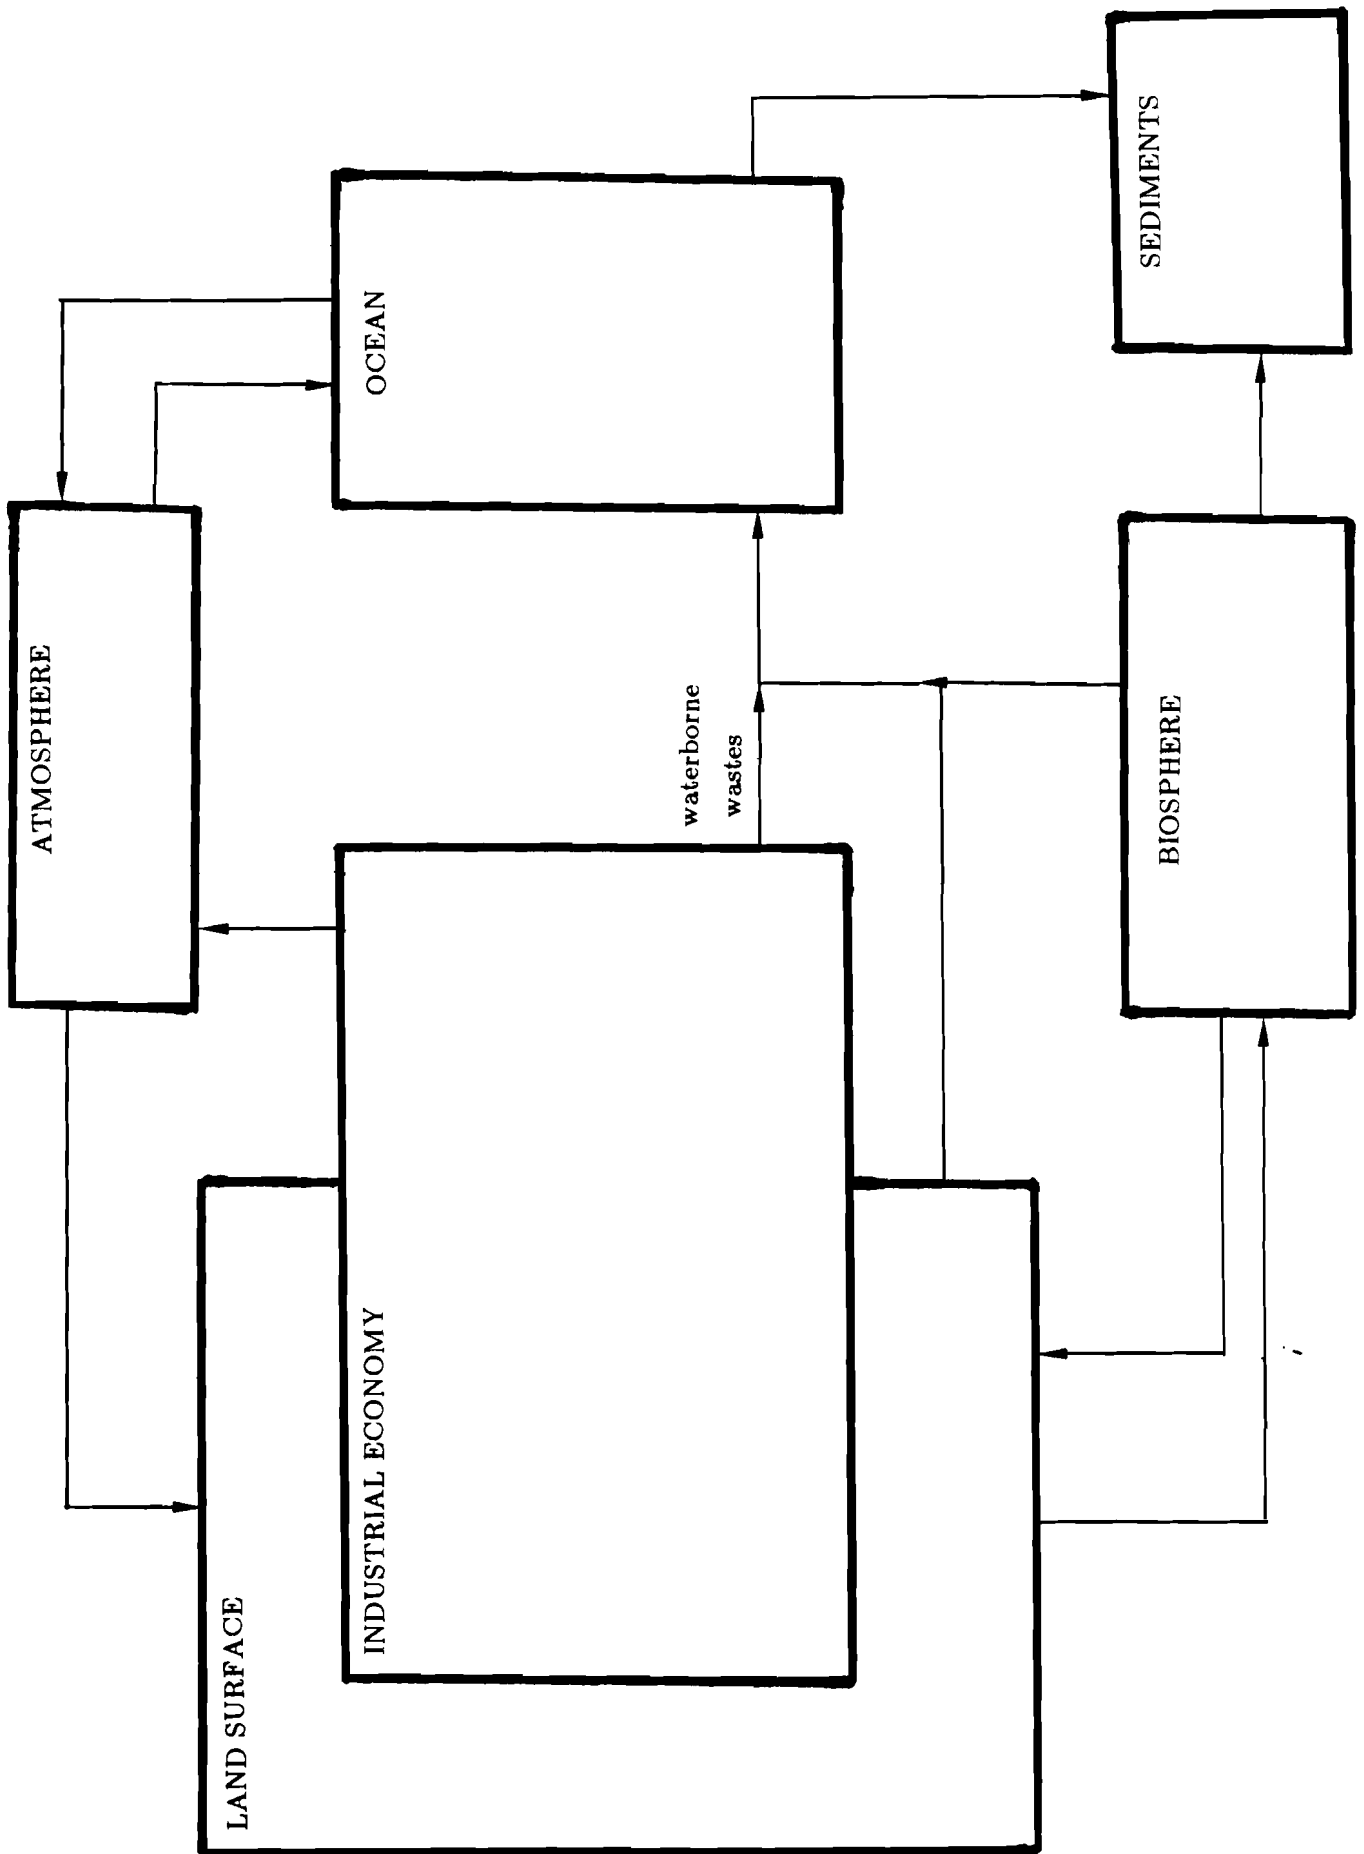 ATMOSPHERE
LAND SURFACE
INDUSTRIAL ECONOMY
OCEAN
waterborne
wastes
BIOSPHERE
SEDIMENTS